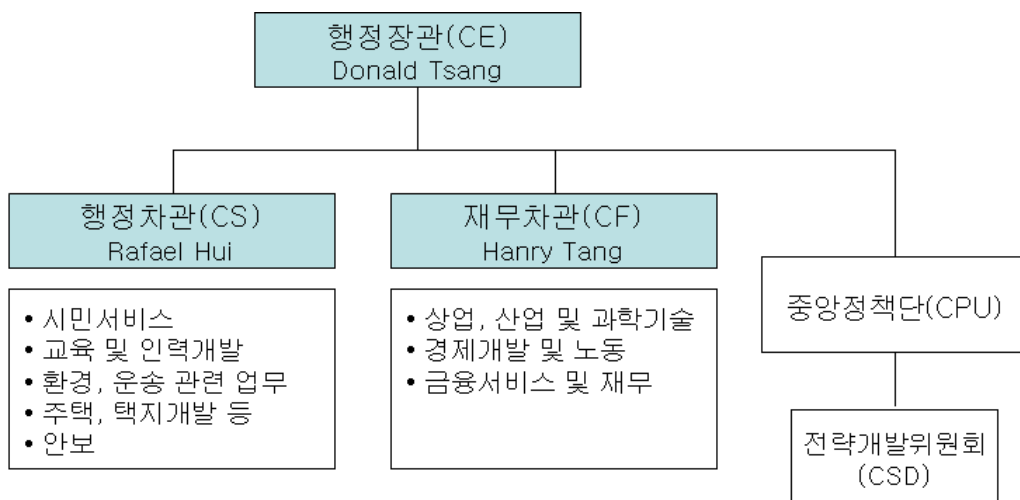 행정장관(CE)
Donald Tsang
행정차관(CS)
Rafael Hui
재무차관(CF)
Hanry Tang
• 시민서비스
• 교육 및 인력개발
• 환경, 운송 관련 업무
• 주택, 택지개발 등
• 안보
• 상업, 산업 및 과학기술
• 경제개발 및 노동
• 금융서비스 및 재무
중앙정책단(CPU)
전략개발위원회
(CSD)